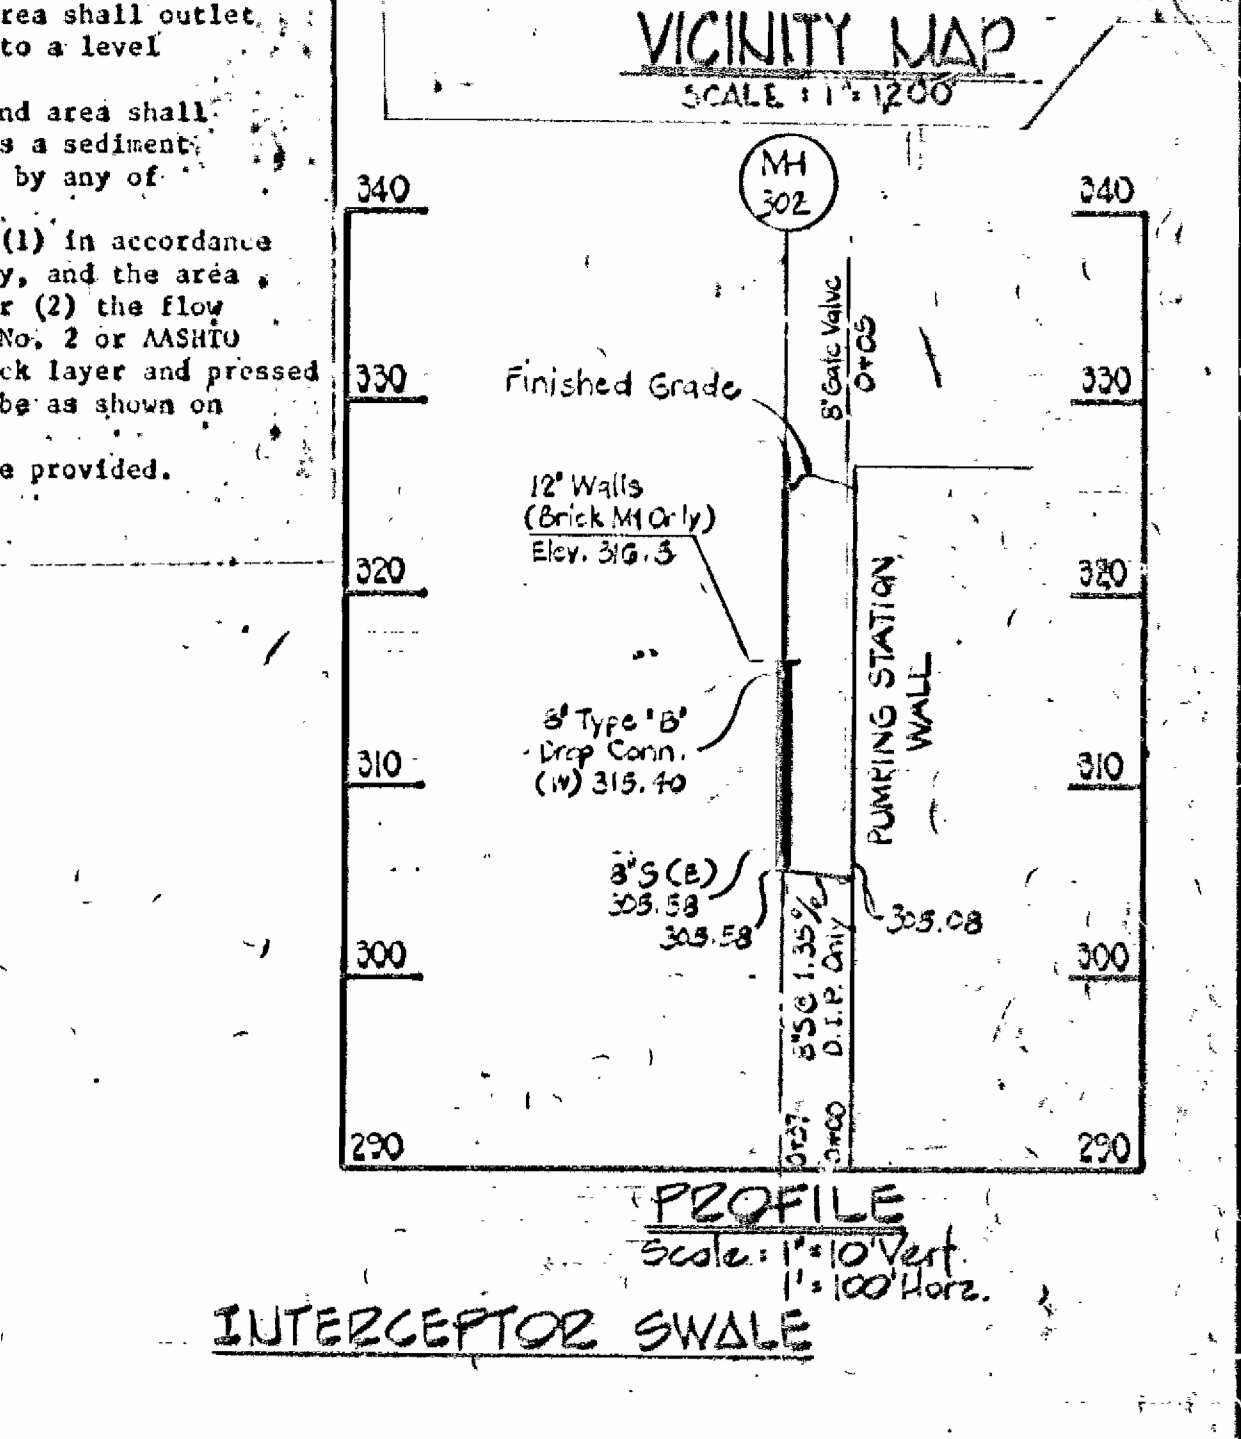 rea shall outlet
to a level
nd area shall
s a sediment
by any of
(1) in accordance
y, and the area
r (2) the flow
No. 2 or AASHTO
ck layer and pressed
be as shown on
e provided.
VICINITY MAP
SCALE : 1" = 1200'
MH
302
340
340
8" Gate Valve
0+05
330
330
Finished Grade
12" Walls
(Brick MH Only)
Elev. 316.3
320
320
PUMPING STATION
WALL
8" Type "B"
Drop Conn.
(W) 315.40
310
310
8" S (E)
305.58
305.58
305.08
8"S @ 1.35%
D.I.P. Only
300
300
0+37
0+00
290
290
PROFILE
Scale: 1" = 10' Vert.
1" = 100' Horz.
INTERCEPTOR SWALE